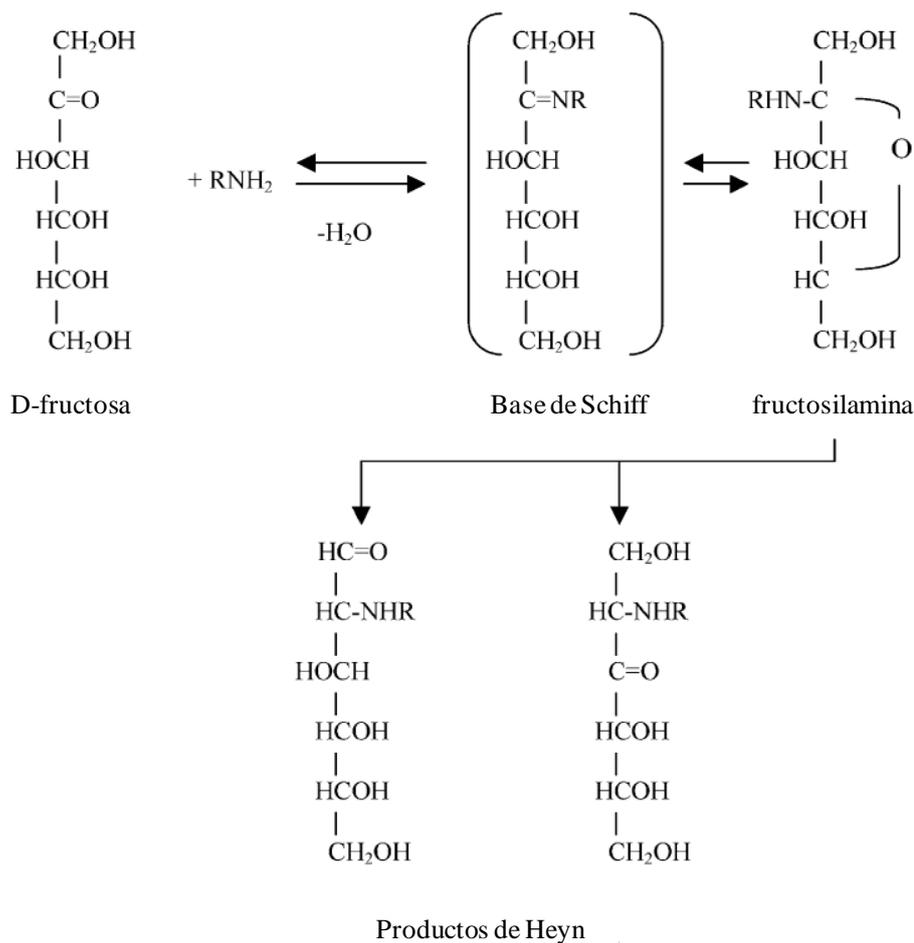 CH₂OH
C=O
HOCH
HCOH
HCOH
CH₂OH
+ RNH₂
-H₂O
CH₂OH
C=NR
HOCH
HCOH
HCOH
CH₂OH
CH₂OH
RHN-C
O
HOCH
HCOH
HC
CH₂OH
D-fructosa
Base de Schiff
fructosilamina
HC=O
HC-NHR
HOCH
HCOH
HCOH
CH₂OH
CH₂OH
HC-NHR
C=O
HCOH
HCOH
CH₂OH
Productos de Heyn